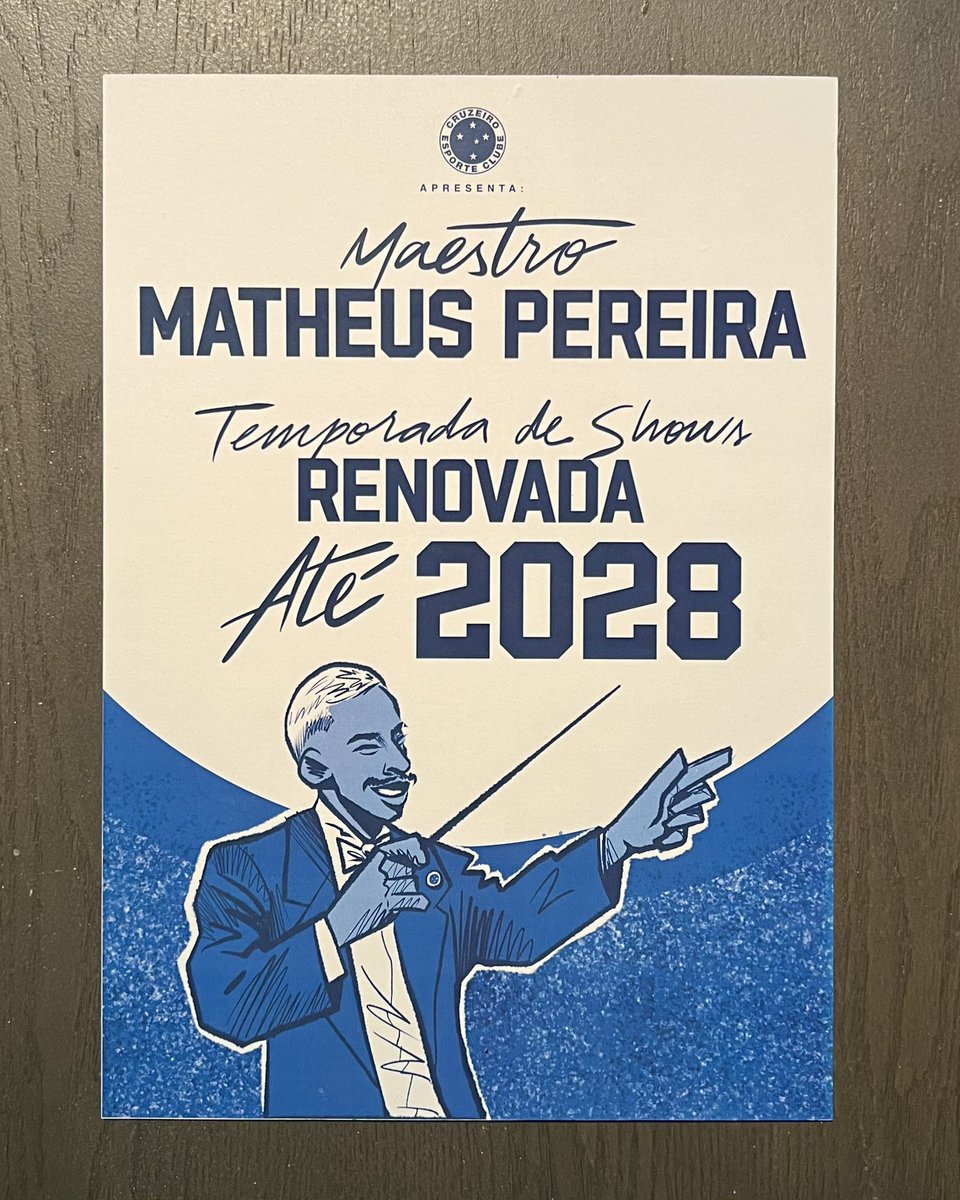 CRUZEIRO ESPORTE CLUBE
APRESENTA:
Maestro
MATHEUS PEREIRA
Temporada de Shows
RENOVADA
Até 2028